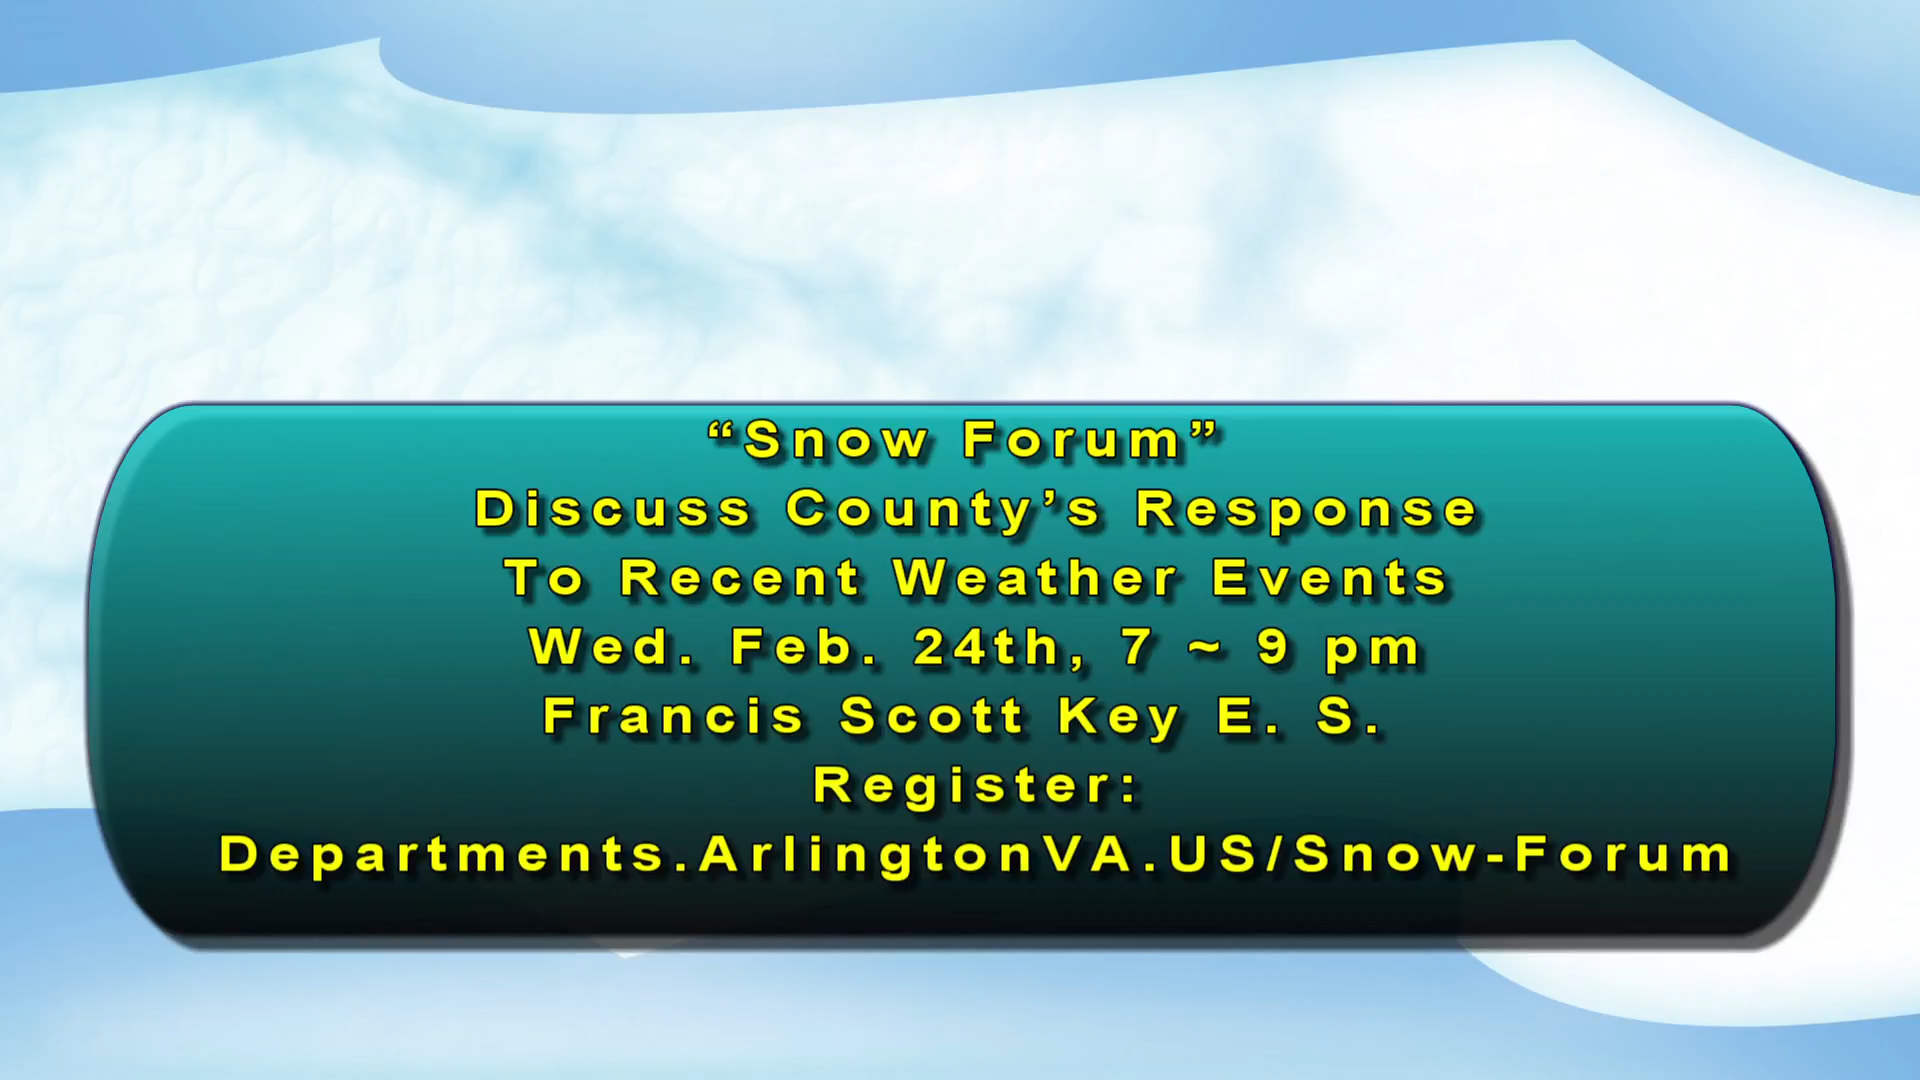 “Snow Forum”
Discuss County’s Response
To Recent Weather Events
Wed. Feb. 24th, 7 ~ 9 pm
Francis Scott Key E. S.
Register:
Departments.ArlingtonVA.US/Snow-Forum